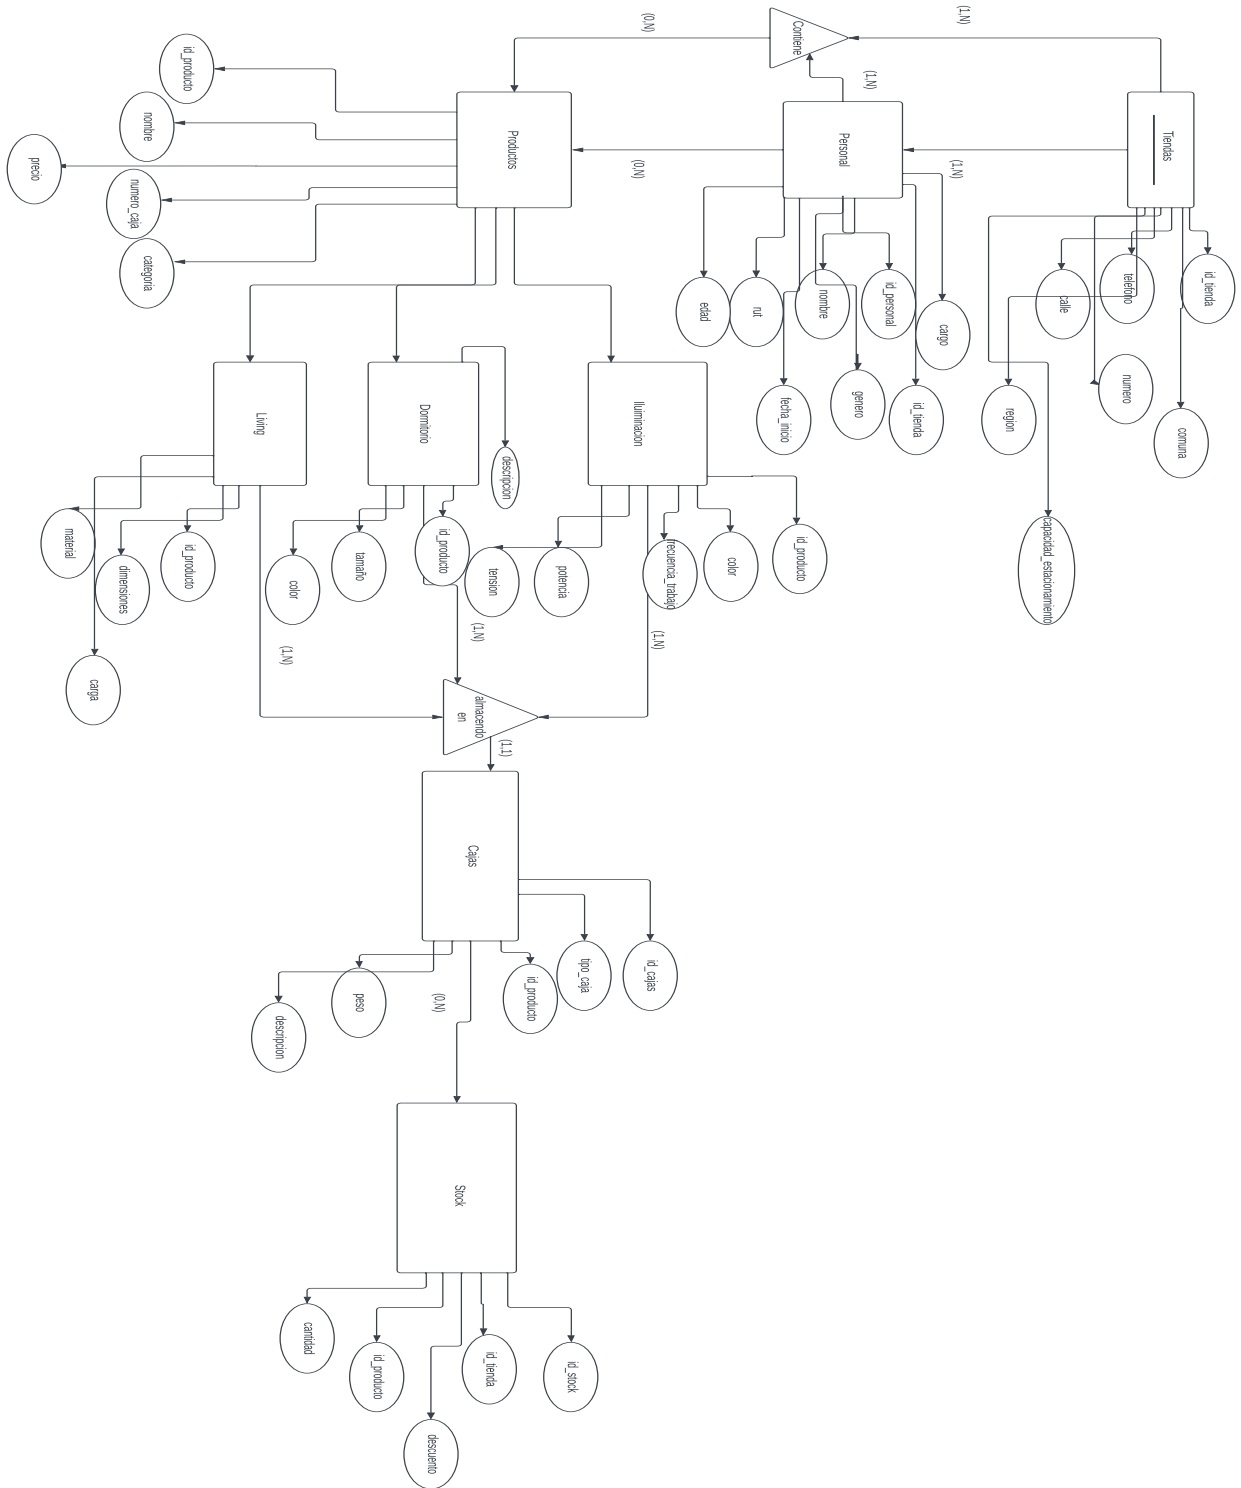 (1,N)
Contiene
(0,N)
(1,N)
Tiendas
Personal
Productos
(1,N)
(0,N)
id_producto
nombre
precio
numero_caja
categoria
id_tienda
telefono
calle
numero
region
comuna
capacidad_estacionamiento
cargo
id_personal
nombre
rut
edad
id_tienda
genero
fecha_inicio
Living
Dormitorio
Iluiminacion
descripcion
material
dimensiones
id_producto
carga
color
tamaño
id_producto
tension
potencia
frecuencia_trabajo
color
id_producto
(1,N)
(1,N)
(1,N)
almacendo
en
(1,1)
Cajas
id_cajas
tipo_caja
id_producto
peso
descripcion
(0,N)
Stock
cantidad
id_producto
descuento
id_tienda
id_stock